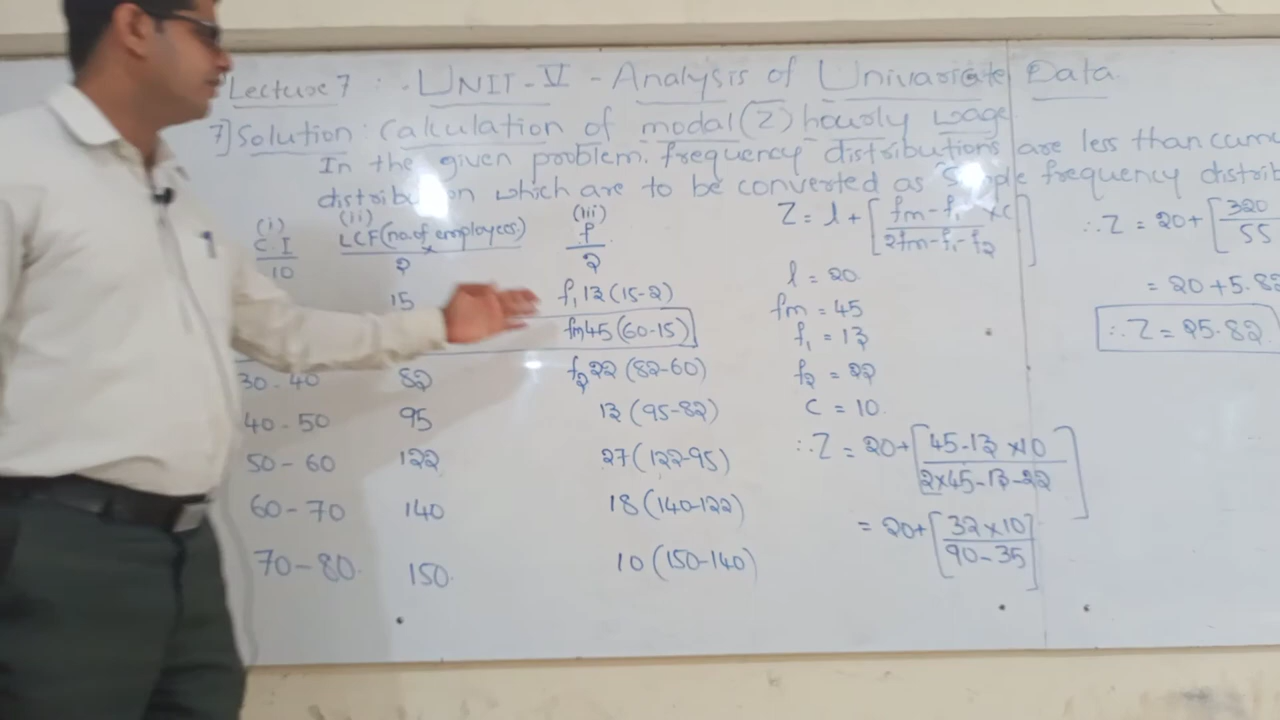 Lecture 7 : . UNIT-V - Analysis of Univariate Data
7] Solution : Calculation of modal (Z) hourly wage
In the given problem. frequency distributions are less than cumu
distribution which are to be converted as Simple frequency distrib
(i) (ii) (iii)
C.I LCF (no. of employees) f
10 2 2
15 f₁ 13 (15-2)
fm 45 (60-15)
30-40 82 f₂ 22 (82-60)
40-50 95 13 (95-82)
50-60 122 27 (122-95)
60-70 140 18 (140-122)
70-80. 150. 10 (150-140)
Z = l + [fm-f₁ / 2fm-f₁-f₂ × C]
l = 20
fm = 45
f₁ = 13
f₂ = 22
C = 10
∴ Z = 20 + [45-13 × 10 / 2×45-13-22]
= 20 + [32×10 / 90-35]
∴ Z = 20 + [320 / 55
= 20 + 5.82
∴ Z = 25.82